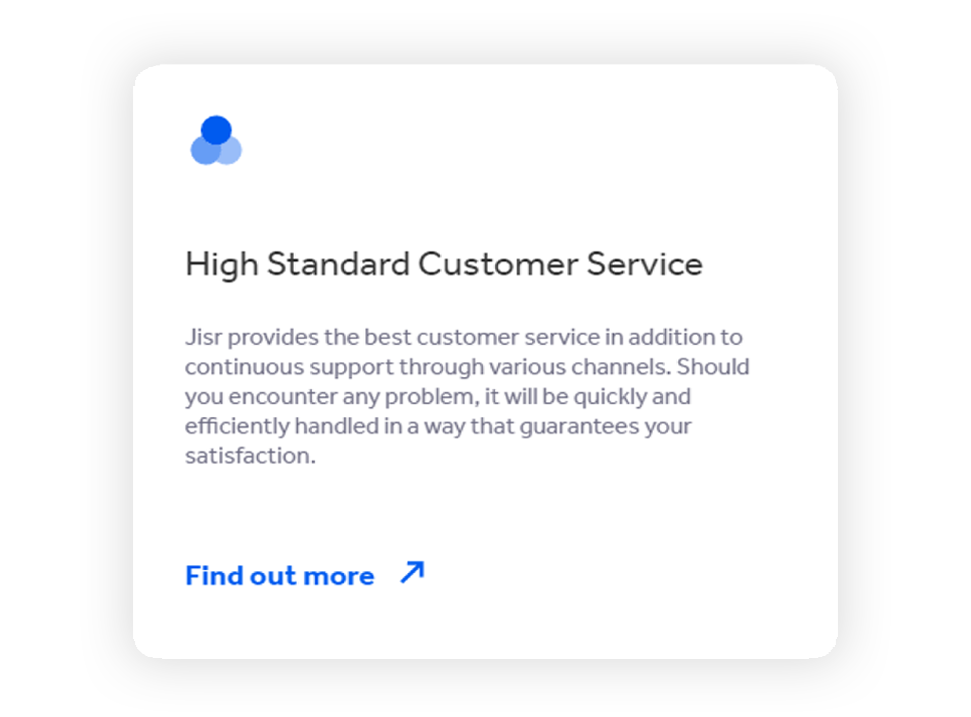 High Standard Customer Service
Jisr provides the best customer service in addition to
continuous support through various channels. Should
you encounter any problem, it will be quickly and
efficiently handled in a way that guarantees your
satisfaction.
Find out more